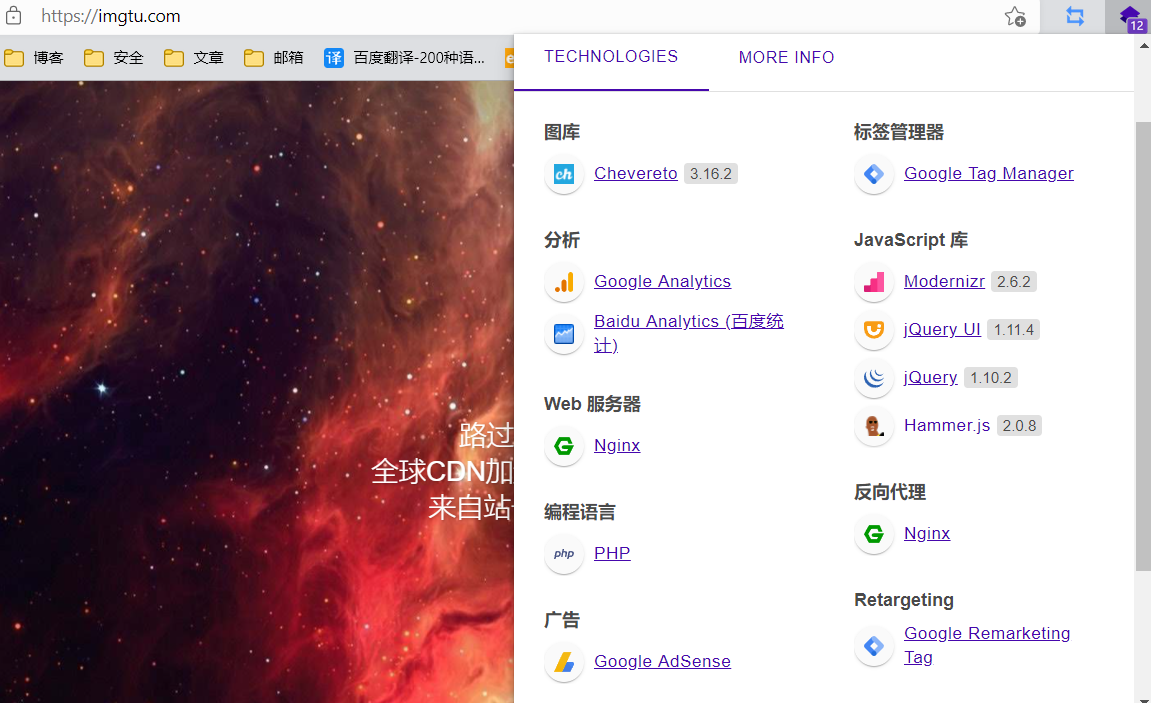 https://imgtu.com
12
博客
安全
文章
邮箱
译 百度翻译-200种语...
TECHNOLOGIES
MORE INFO
图库
ch Chevereto 3.16.2
分析
Google Analytics
Baidu Analytics (百度统
计)
Web 服务器
Nginx
编程语言
php PHP
广告
Google AdSense
标签管理器
Google Tag Manager
JavaScript 库
Modernizr 2.6.2
jQuery UI 1.11.4
jQuery 1.10.2
Hammer.js 2.0.8
反向代理
Nginx
Retargeting
Google Remarketing
Tag
路过
全球CDN加
来自站